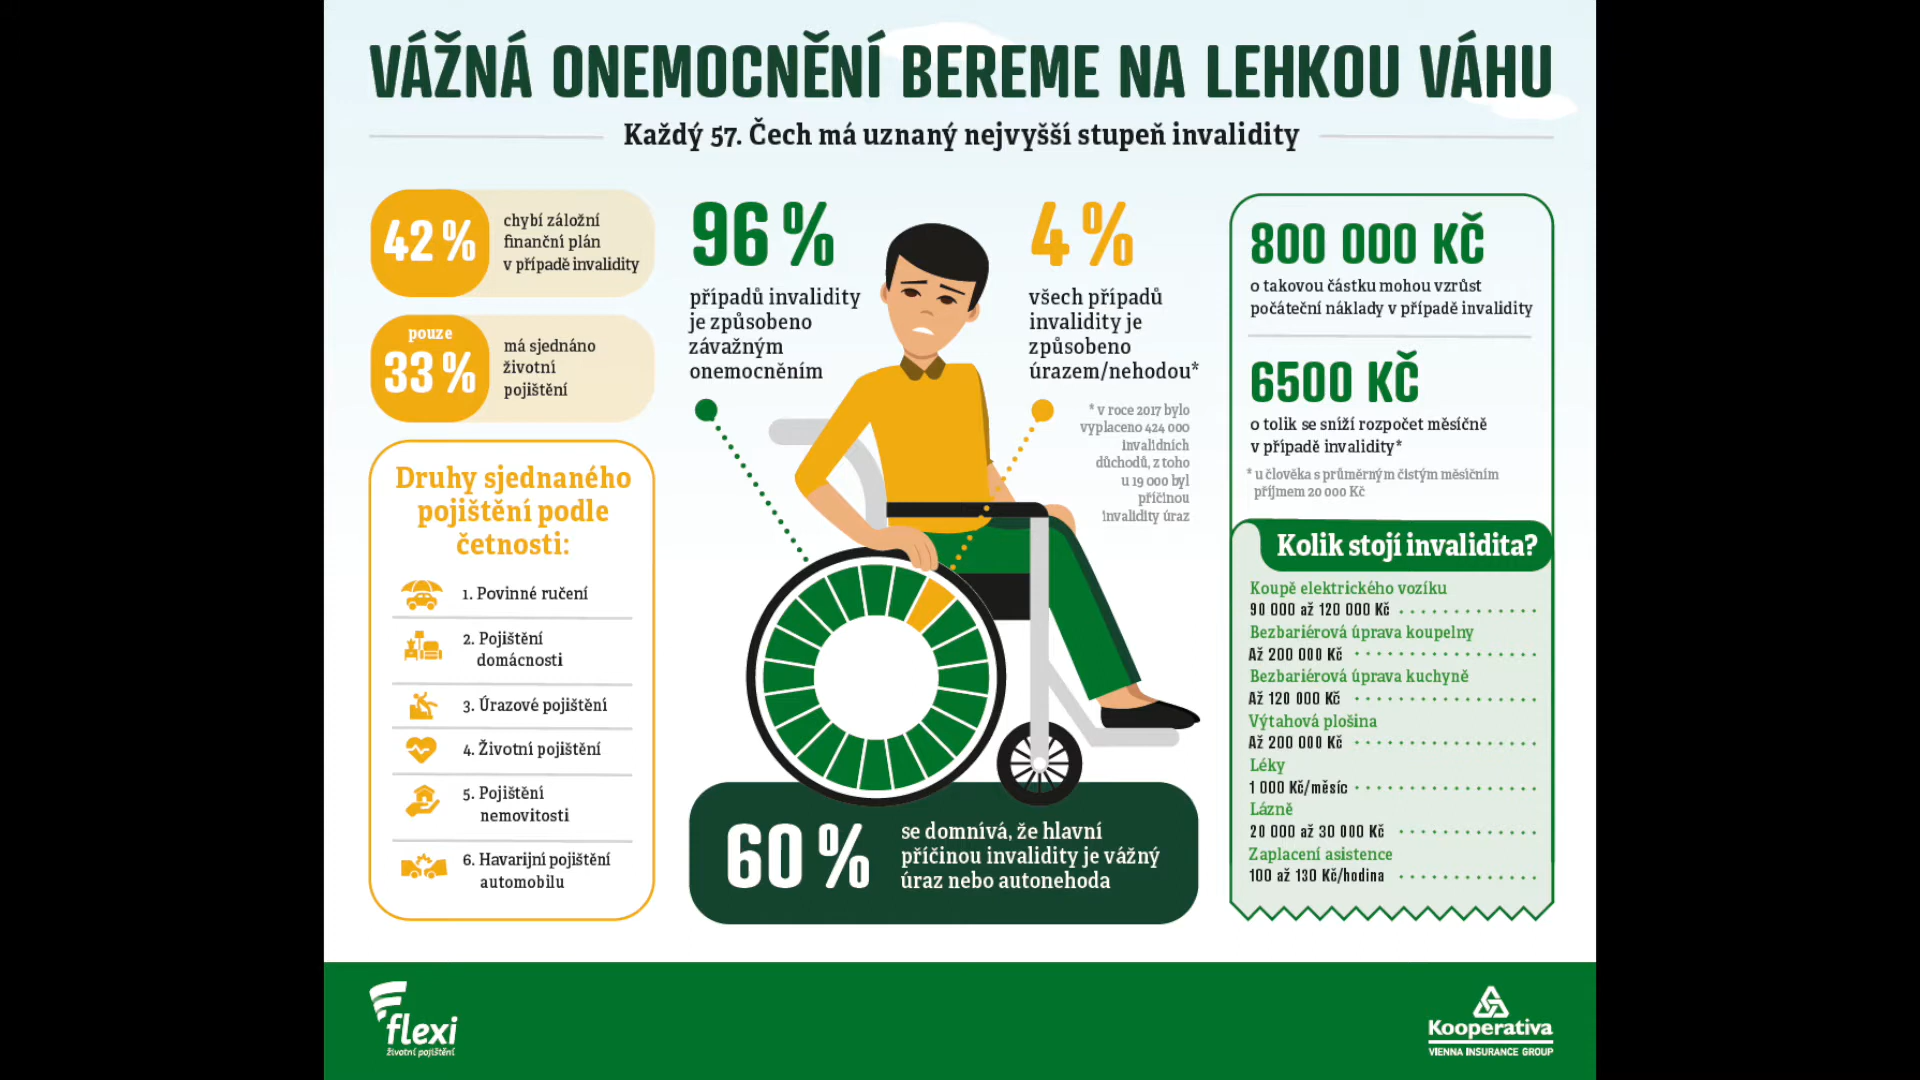 VÁŽNÁ ONEMOCNĚNÍ BEREME NA LEHKOU VÁHU
Každý 57. Čech má uznaný nejvyšší stupeň invalidity
42 %
chybí záložní
finanční plán
v případě invalidity
pouze
33 %
má sjednáno
životní
pojištění
Druhy sjednaného
pojištění podle
četnosti:
1. Povinné ručení
2. Pojištění
domácnosti
3. Úrazové pojištění
4. Životní pojištění
5. Pojištění
nemovitosti
6. Havarijní pojištění
automobilu
96 %
případů invalidity
je způsobeno
závažným
onemocněním
4 %
všech případů
invalidity je
způsobeno
úrazem/nehodou*
* v roce 2017 bylo
vyplaceno 424 000
invalidních
důchodů, z toho
u 19 000 byl
příčinou
invalidity úraz
60 %
se domnívá, že hlavní
příčinou invalidity je vážný
úraz nebo autonehoda
800 000 KČ
o takovou částku mohou vzrůst
počáteční náklady v případě invalidity
6500 KČ
o tolik se sníží rozpočet měsíčně
v případě invalidity*
* u člověka s průměrným čistým měsíčním
příjmem 20 000 Kč
Kolik stojí invalidita?
Koupě elektrického vozíku
90 000 až 120 000 Kč
Bezbariérová úprava koupelny
Až 200 000 Kč
Bezbariérová úprava kuchyně
Až 120 000 Kč
Výtahová plošina
Až 200 000 Kč
Léky
1 000 Kč/měsíc
Lázně
20 000 až 30 000 Kč
Zaplacení asistence
100 až 130 Kč/hodina
flexi
životní pojištění
Kooperativa
VIENNA INSURANCE GROUP